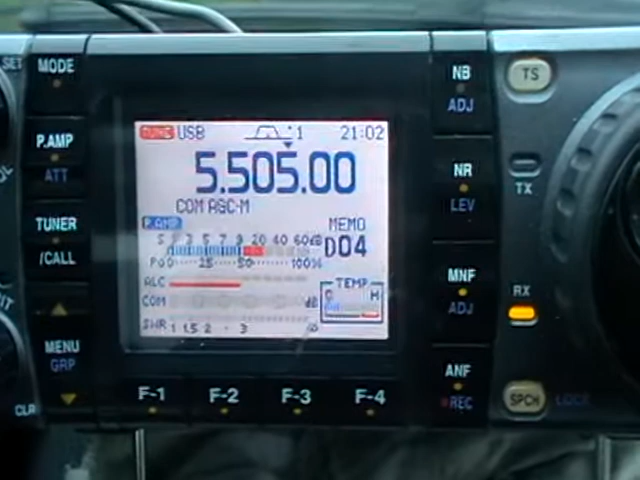 SET
MODE
P.AMP
ATT
TUNER
/CALL
MENU
GRP
CLR
TUNE USB 1 21:02
5.505.00
COM AGC-M
P.AMP
MEMO
D04
S 1 3 5 7 9 20 40 60dB
Po 0 25 50 100%
ALC
COM dB
SWR 1 1.5 2 3 ∞
TEMP
C H
F-1 F-2 F-3 F-4
NB
ADJ
NR
LEV
MNF
ADJ
ANF
REC
TS
TX
RX
SPCH LOCK